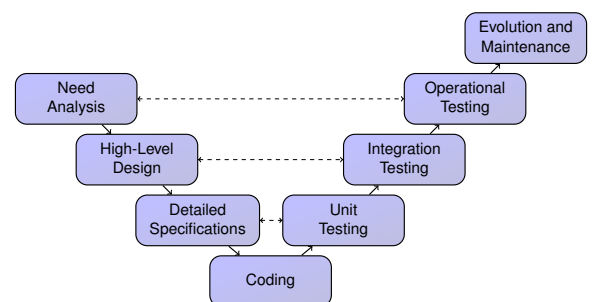 Evolution and
Maintenance
Need
Analysis
Operational
Testing
High-Level
Design
Integration
Testing
Detailed
Specifications
Unit
Testing
Coding